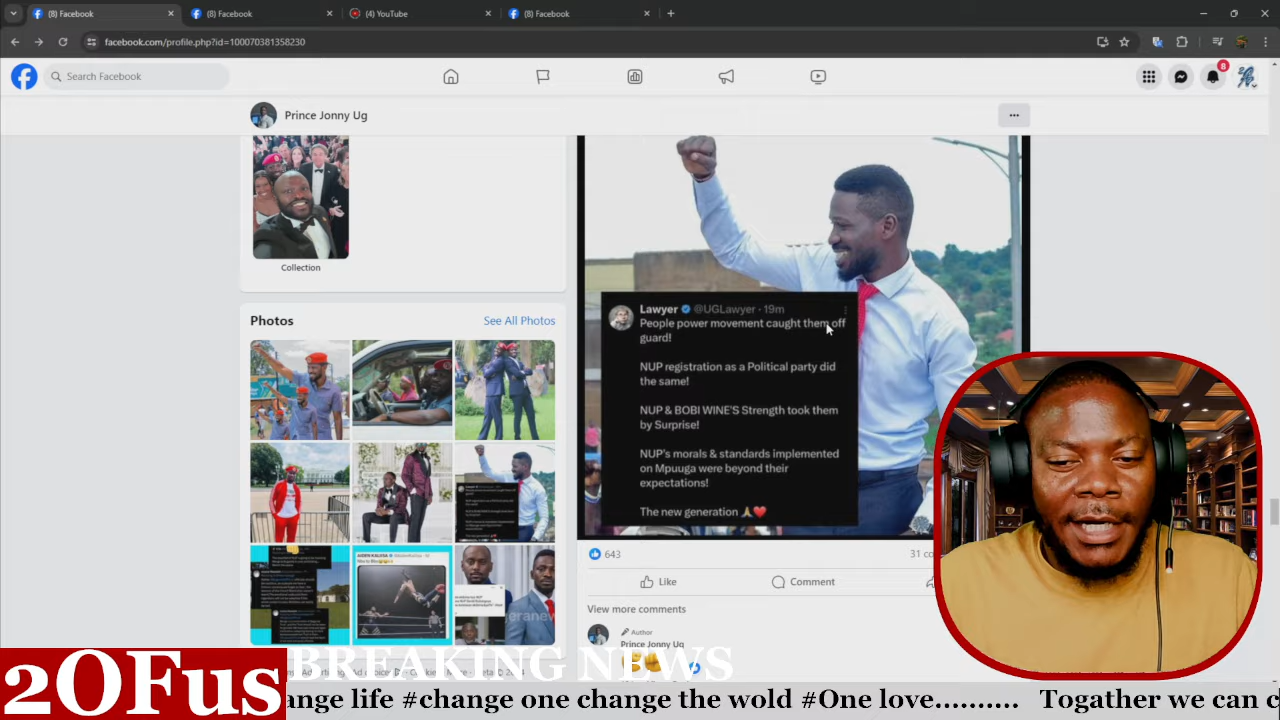 (8) Facebook
(8) Facebook
(4) YouTube
(8) Facebook
facebook.com/profile.php?id=100070381358230
Search Facebook
8
Prince Jonny Ug
Collection
Photos
See All Photos
Lawyer @UGLawyer · 19m
People power movement caught them off
guard!
NUP registration as a Political party did
the same!
NUP & BOBI WINE'S Strength took them
by Surprise!
NUP's morals & standards implemented
on Mpuuga were beyond their
expectations!
The new generation 🙏❤️
643
Like
Comment
View more comments
Author
Prince Jonny Ug
BREAKING NEWS
2OFus
ange life #change one change the wold #One love.......... Togather we can d